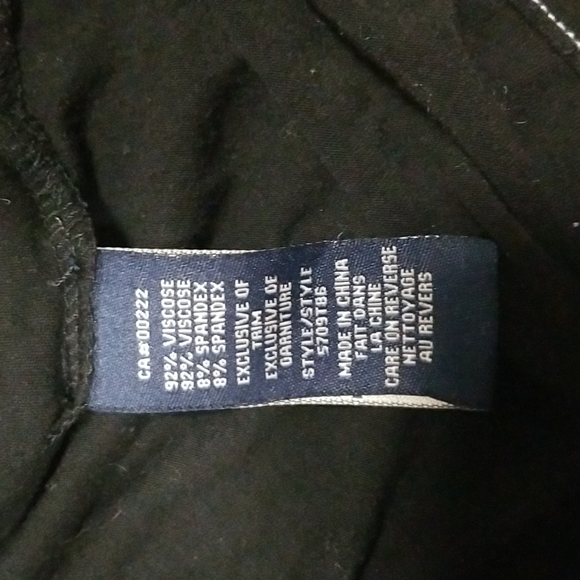 CA#00222
92% VISCOSE
92% VISCOSE
8% SPANDEX
8% SPANDEX
EXCLUSIVE OF
TRIM
EXCLUSIVE DE
GARNITURE
STYLE/STYLE
5709T86
MADE IN CHINA
FAIT DANS
LA CHINE
CARE ON REVERSE
NETTOYAGE
AU REVERS